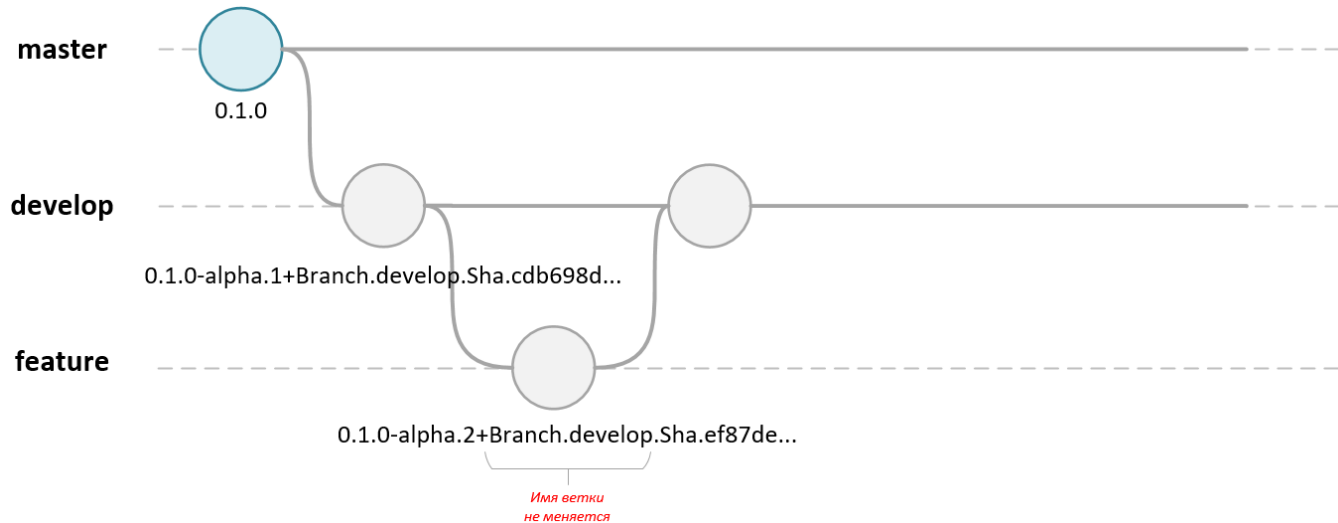 master
0.1.0
develop
0.1.0-alpha.1+Branch.develop.Sha.cdb698d...
feature
0.1.0-alpha.2+Branch.develop.Sha.ef87de...
Имя ветки
не меняется